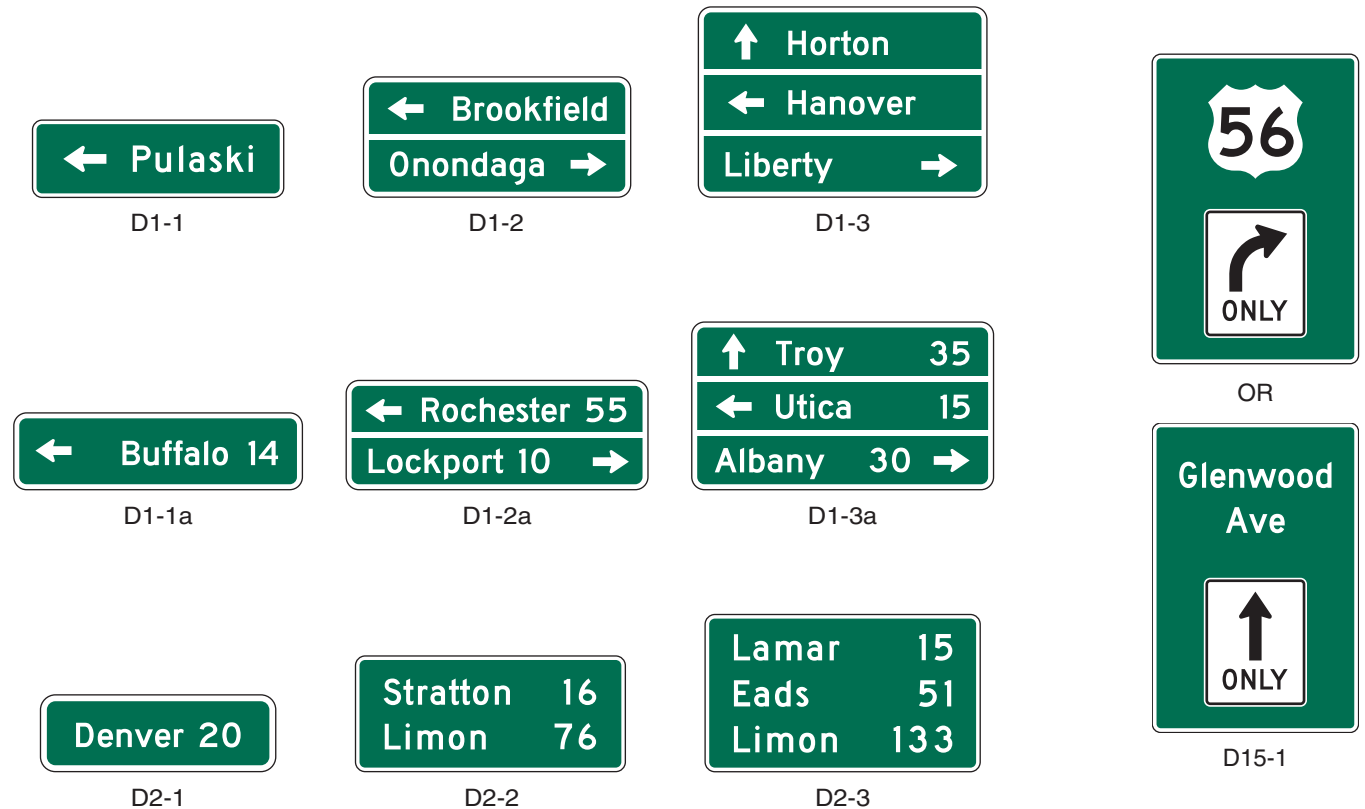 ← Pulaski
D1-1
← Brookfield
Onondaga →
D1-2
↑ Horton
← Hanover
Liberty →
D1-3
← Buffalo 14
D1-1a
← Rochester 55
Lockport 10 →
D1-2a
↑ Troy 35
← Utica 15
Albany 30 →
D1-3a
Denver 20
D2-1
Stratton 16
Limon 76
D2-2
Lamar 15
Eads 51
Limon 133
D2-3
56
ONLY
OR
Glenwood
Ave
ONLY
D15-1